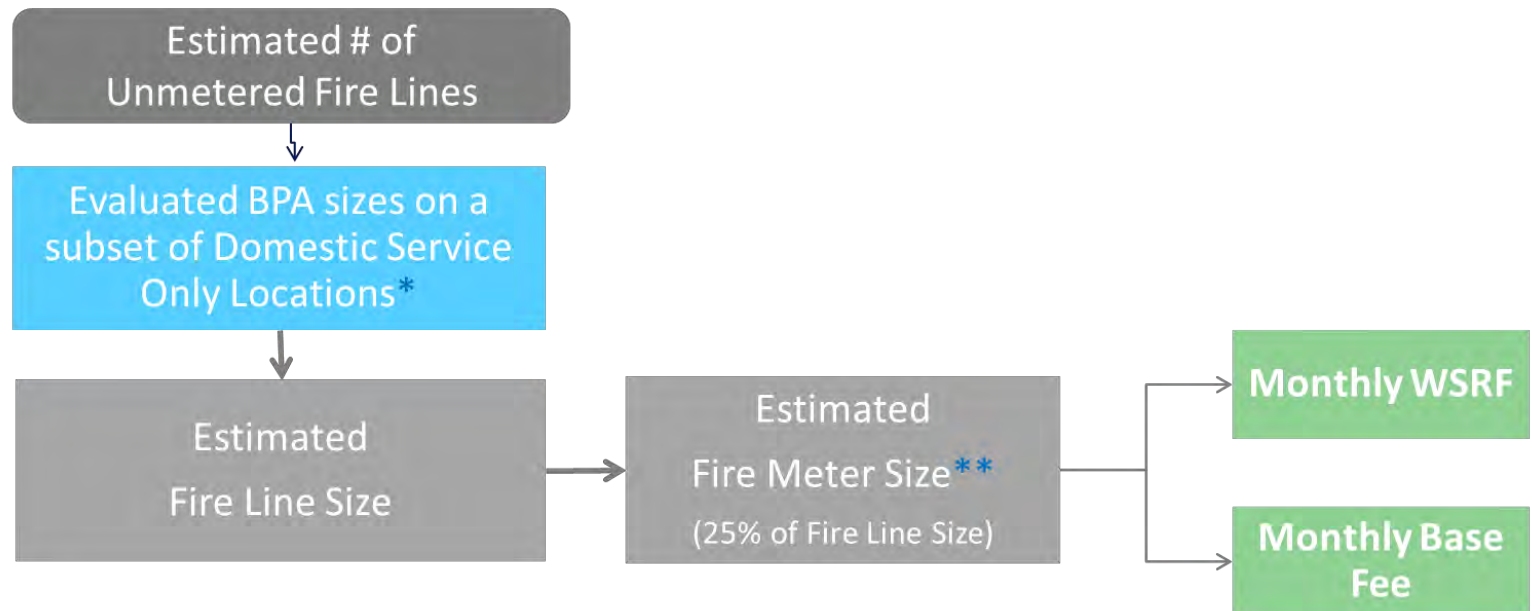 Estimated # of
Unmetered Fire Lines
Evaluated BPA sizes on a
subset of Domestic Service
Only Locations*
Estimated
Fire Line Size
Estimated
Fire Meter Size**
(25% of Fire Line Size)
Monthly WSRF
Monthly Base
Fee